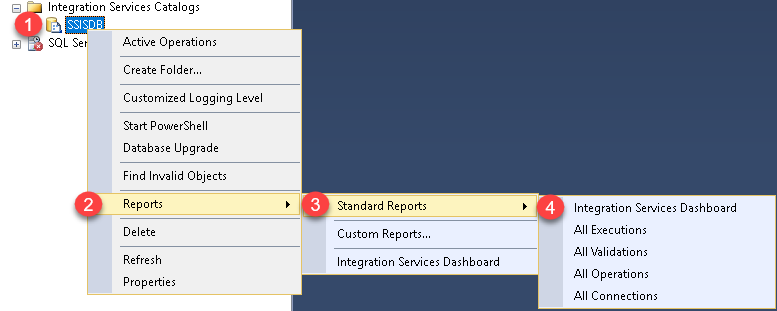 Integration Services Catalogs
1
SSISDB
SQL Ser
Active Operations
Create Folder...
Customized Logging Level
Start PowerShell
Database Upgrade
Find Invalid Objects
2
Reports
Delete
Refresh
Properties
3
Standard Reports
Custom Reports...
Integration Services Dashboard
4
Integration Services Dashboard
All Executions
All Validations
All Operations
All Connections